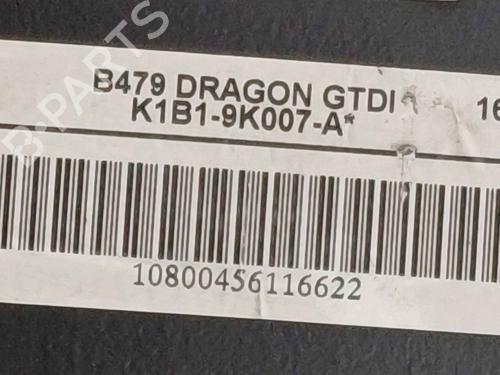 B479 DRAGON GTDI 16
K1B1-9K007-A*
10800456116622
B-PARTS